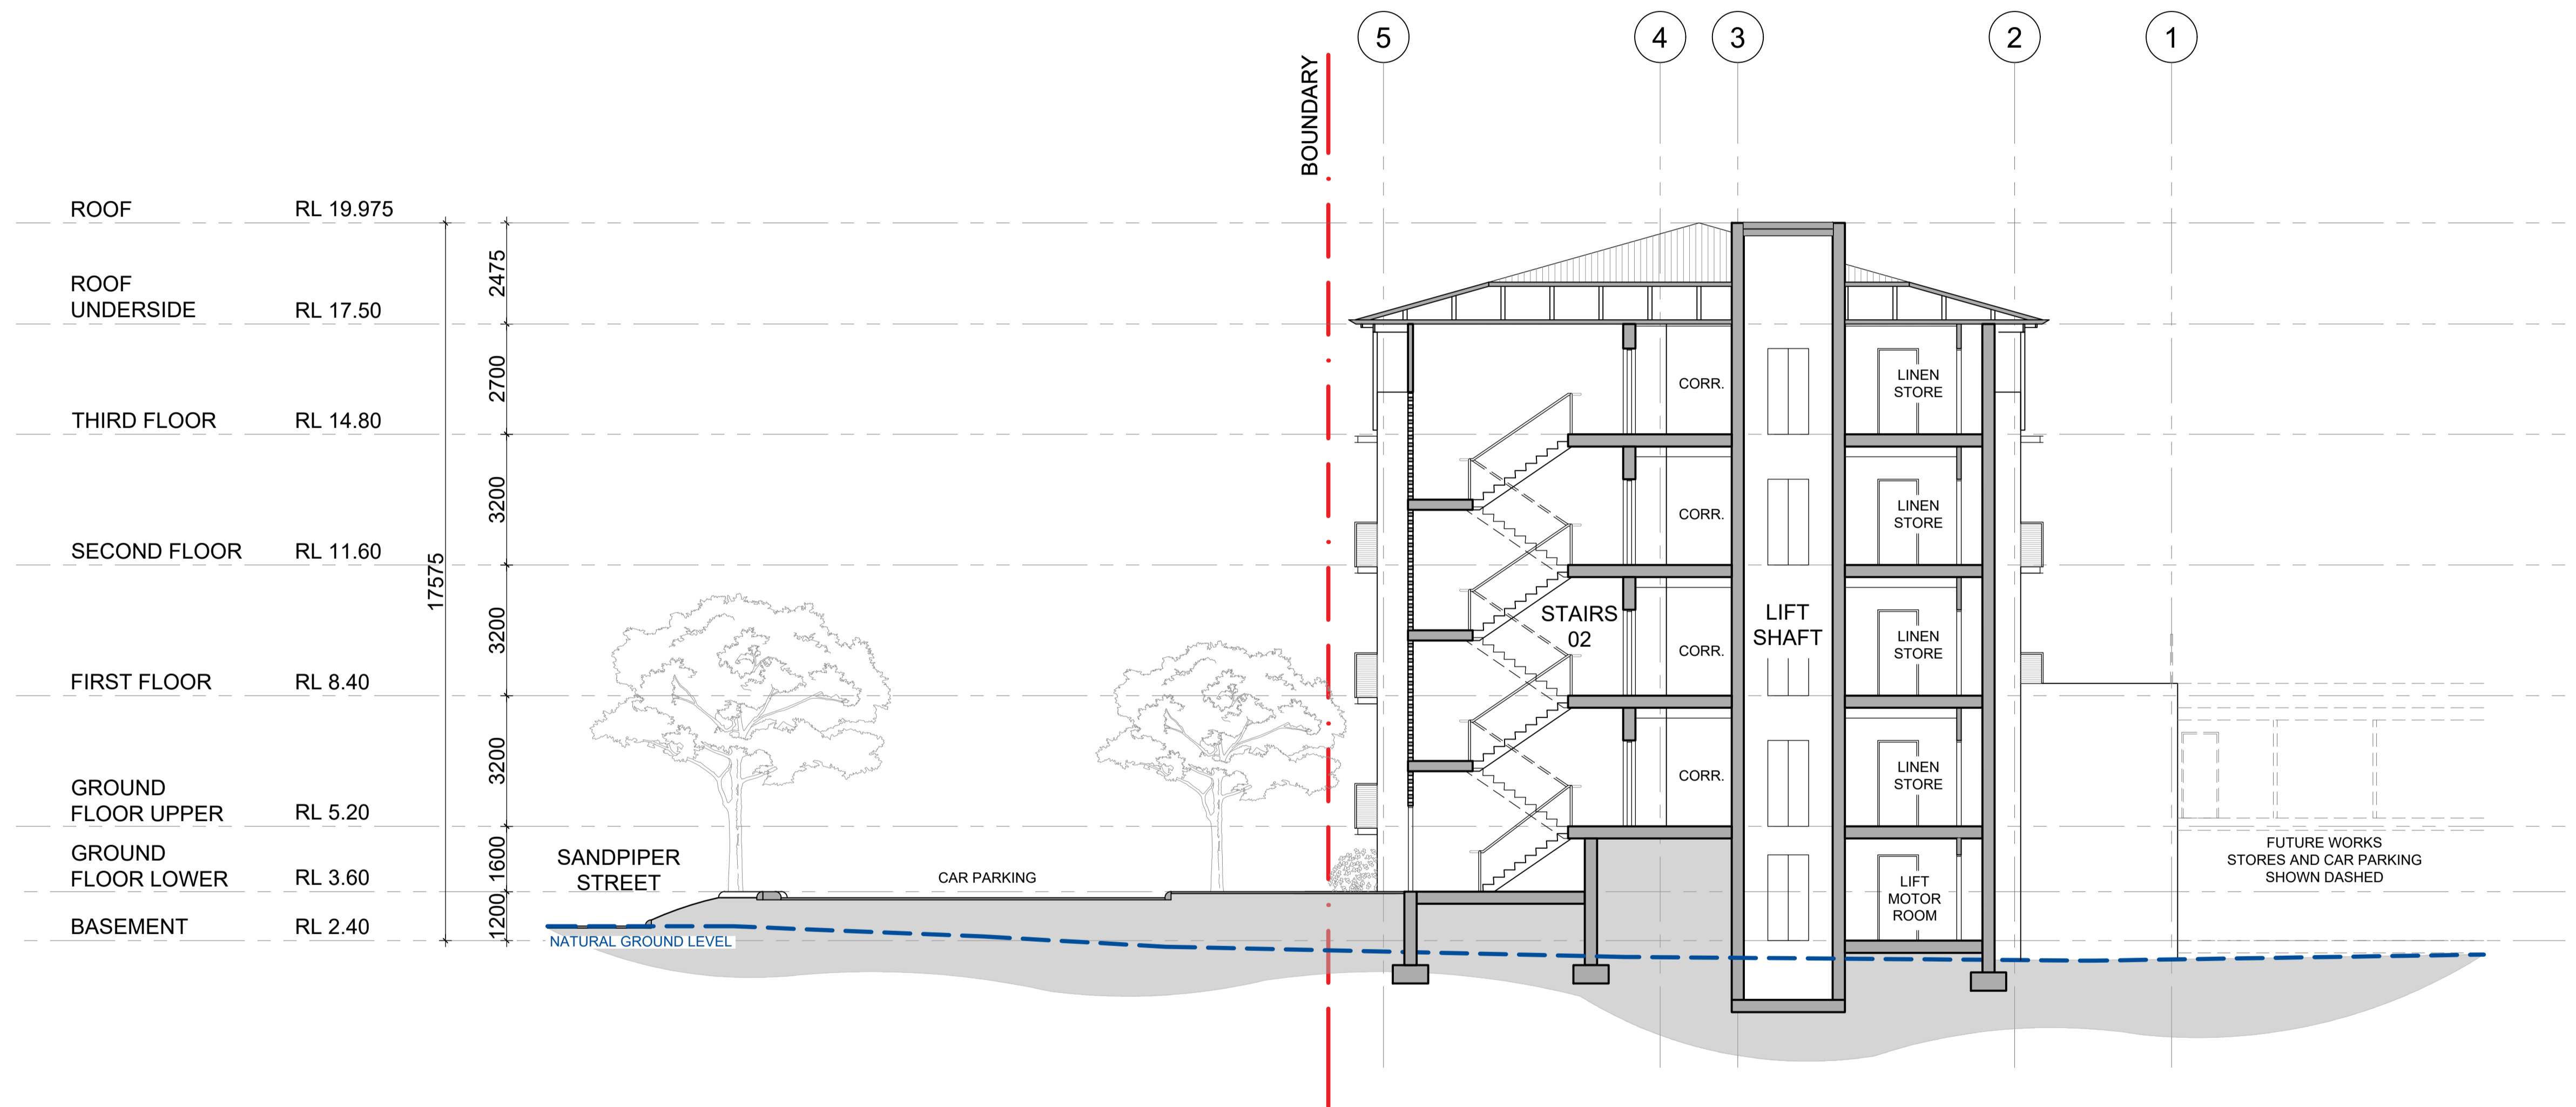 5
4
3
2
1
BOUNDARY
ROOF RL 19.975
ROOF
UNDERSIDE RL 17.50
THIRD FLOOR RL 14.80
SECOND FLOOR RL 11.60
FIRST FLOOR RL 8.40
GROUND
FLOOR UPPER RL 5.20
GROUND
FLOOR LOWER RL 3.60
BASEMENT RL 2.40
17575
2475
2700
3200
3200
3200
1600
1200
SANDPIPER
STREET
NATURAL GROUND LEVEL
CAR PARKING
STAIRS
02
CORR.
CORR.
CORR.
CORR.
LIFT
SHAFT
LINEN
STORE
LINEN
STORE
LINEN
STORE
LINEN
STORE
LIFT
MOTOR
ROOM
FUTURE WORKS
STORES AND CAR PARKING
SHOWN DASHED